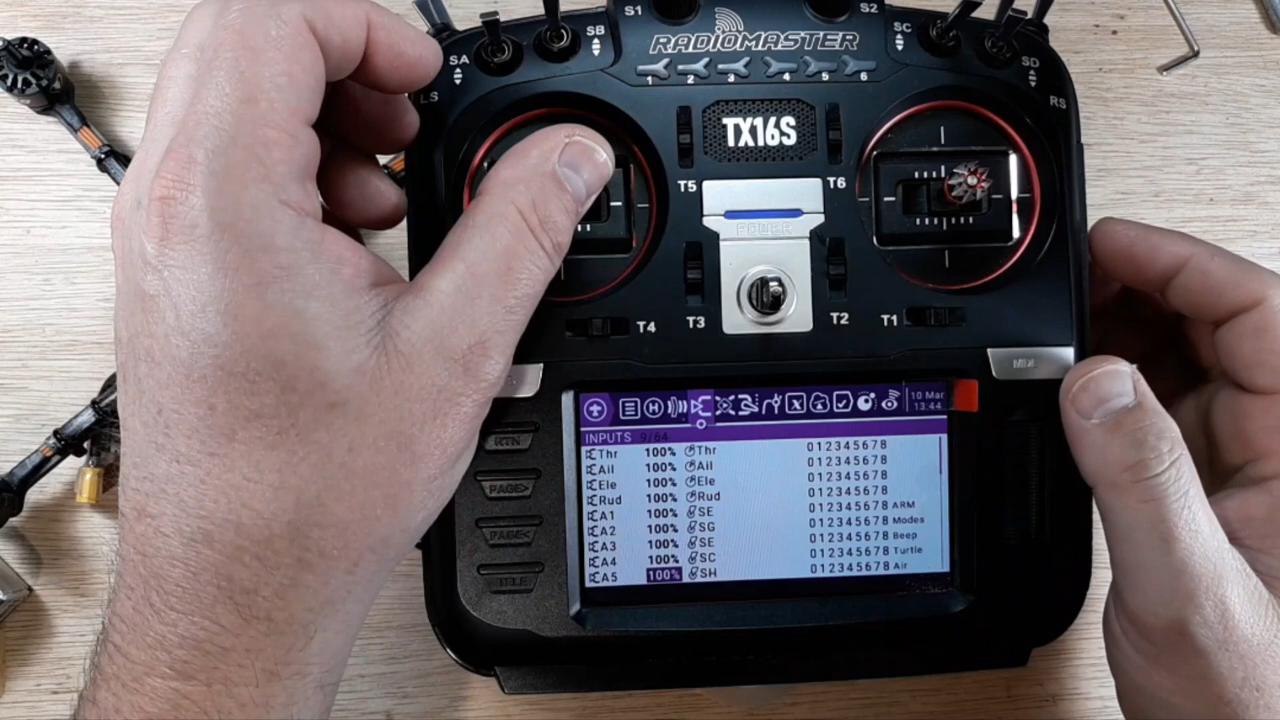 S1
S2
SB
SC
RADIOMASTER
SA
SD
LS
RS
1 2 3 4 5 6
TX16S
T5
T6
POWER
T4
T3
T2
T1
MDL
10 Mar
13:44
INPUTS 9/64
Thr 100% Thr 012345678
Ail 100% Ail 012345678
Ele 100% Ele 012345678
Rud 100% Rud 012345678
A1 100% SE 012345678 ARM
A2 100% SG 012345678 Modes
A3 100% SE 012345678 Beep
A4 100% SC 012345678 Turtle
A5 100% SH 012345678 Air
RTN
PAGE>
PAGE<
TELE